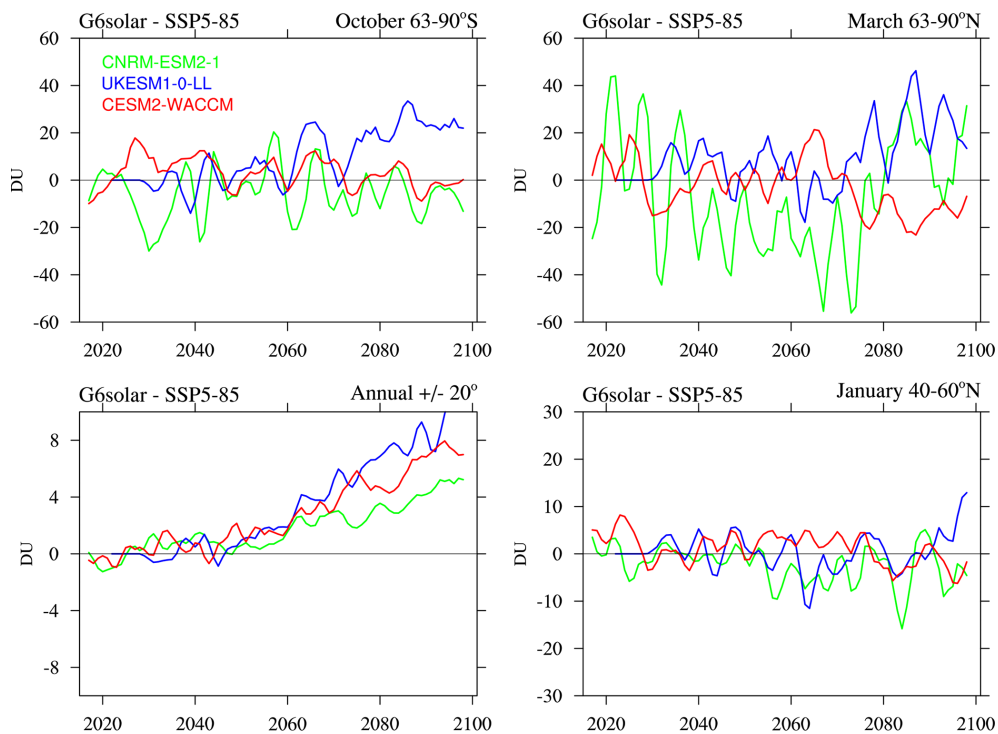 G6solar - SSP5-85 October 63-90°S
60
40
20
0
-20
-40
-60
DU
CNRM-ESM2-1
UKESM1-0-LL
CESM2-WACCM
2020 2040 2060 2080 2100
G6solar - SSP5-85 March 63-90°N
60
40
20
0
-20
-40
-60
DU
2020 2040 2060 2080 2100
G6solar - SSP5-85 Annual +/- 20°
8
4
0
-4
-8
DU
2020 2040 2060 2080 2100
G6solar - SSP5-85 January 40-60°N
30
20
10
0
-10
-20
-30
DU
2020 2040 2060 2080 2100